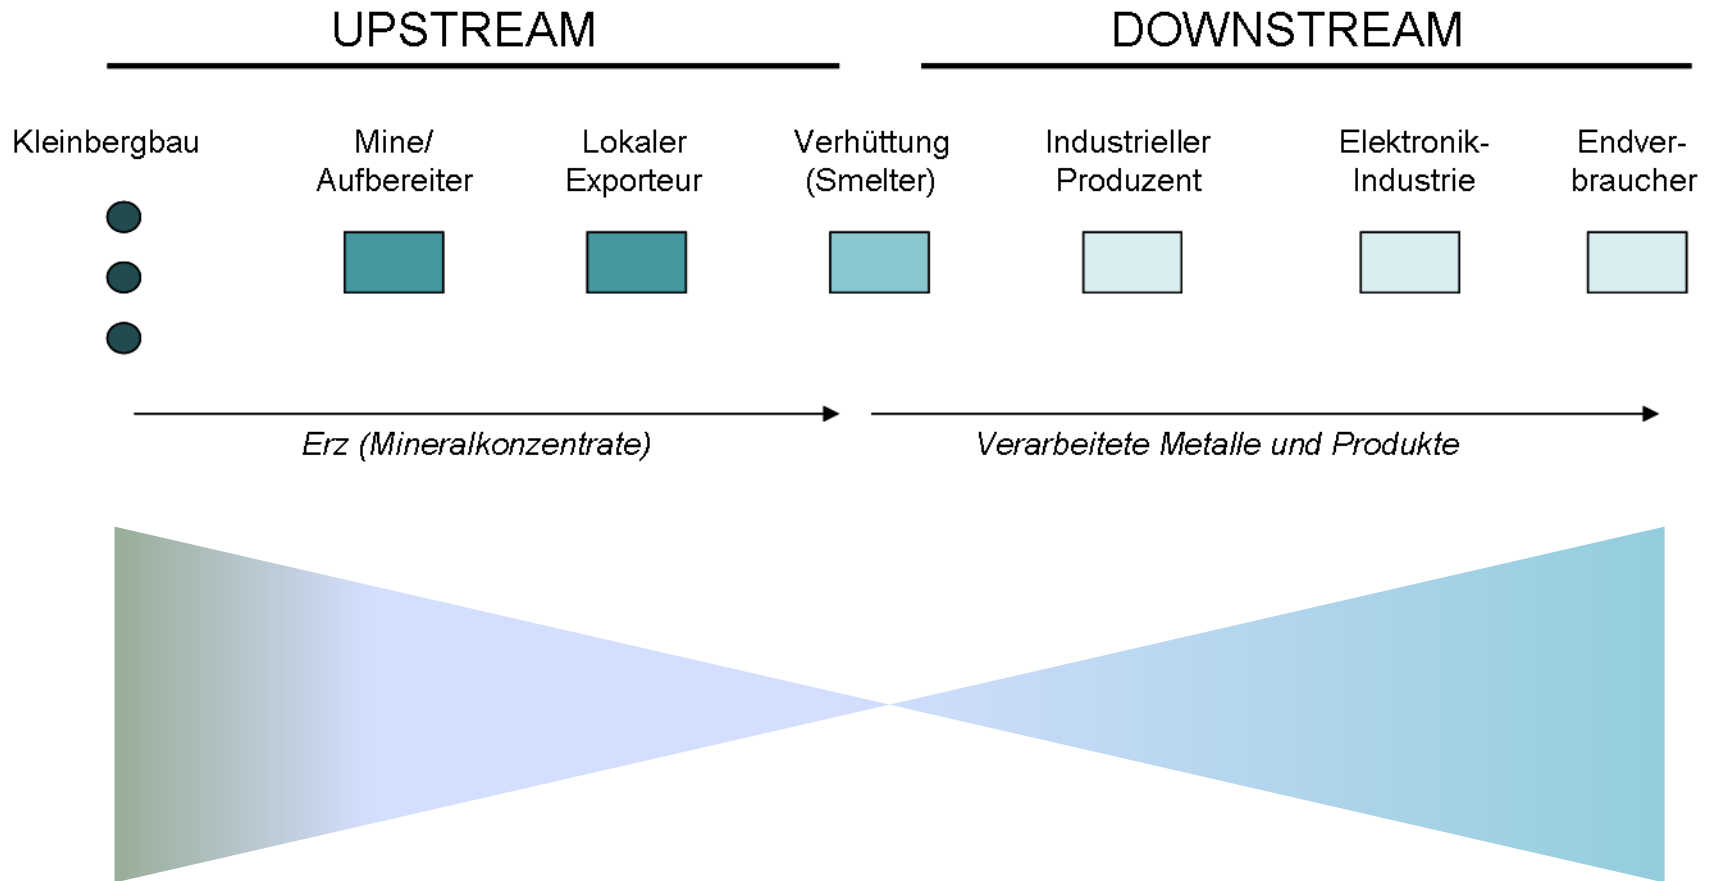 UPSTREAM
DOWNSTREAM
Kleinbergbau
Mine/
Aufbereiter
Lokaler
Exporteur
Verhüttung
(Smelter)
Industrieller
Produzent
Elektronik-
Industrie
Endver-
braucher
Erz (Mineralkonzentrate)
Verarbeitete Metalle und Produkte